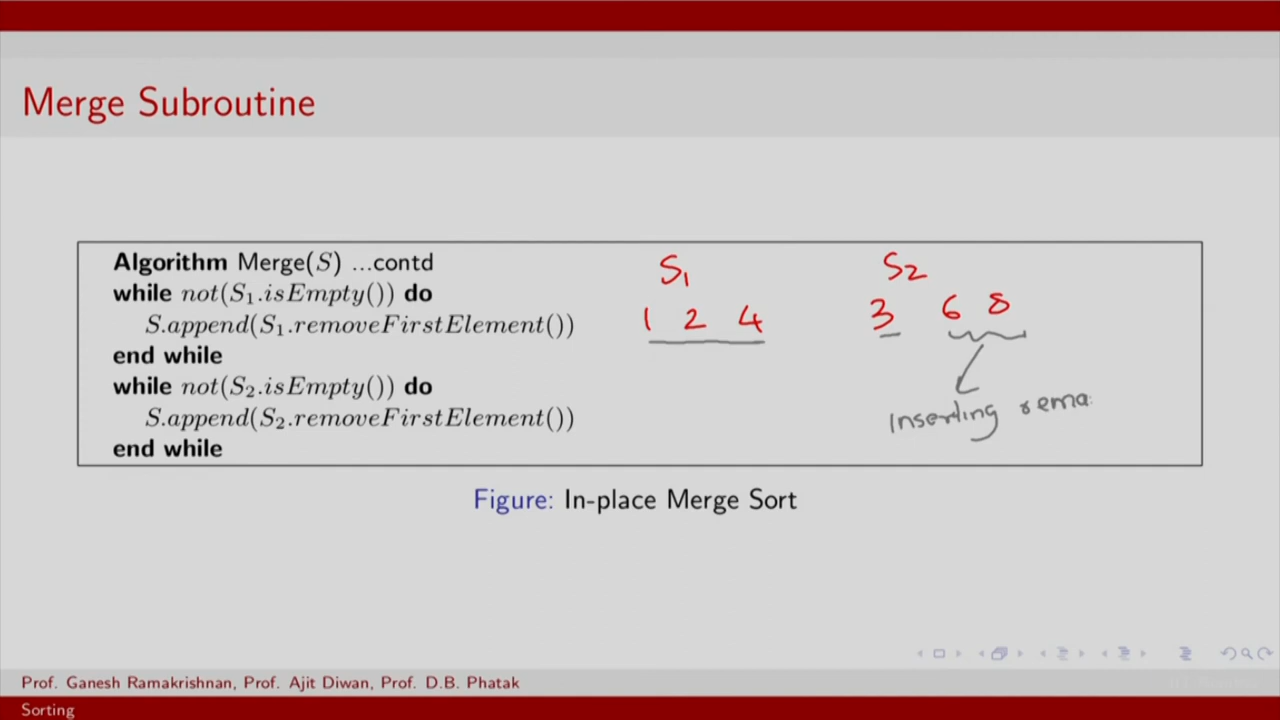 Merge Subroutine
Algorithm Merge(S) ...contd
while not(S₁.isEmpty()) do
S.append(S₁.removeFirstElement())
end while
while not(S₂.isEmpty()) do
S.append(S₂.removeFirstElement())
end while
S₁
1 2 4
S₂
3 6 8
Inserting rema
Figure: In-place Merge Sort
Prof. Ganesh Ramakrishnan, Prof. Ajit Diwan, Prof. D.B. Phatak
Sorting